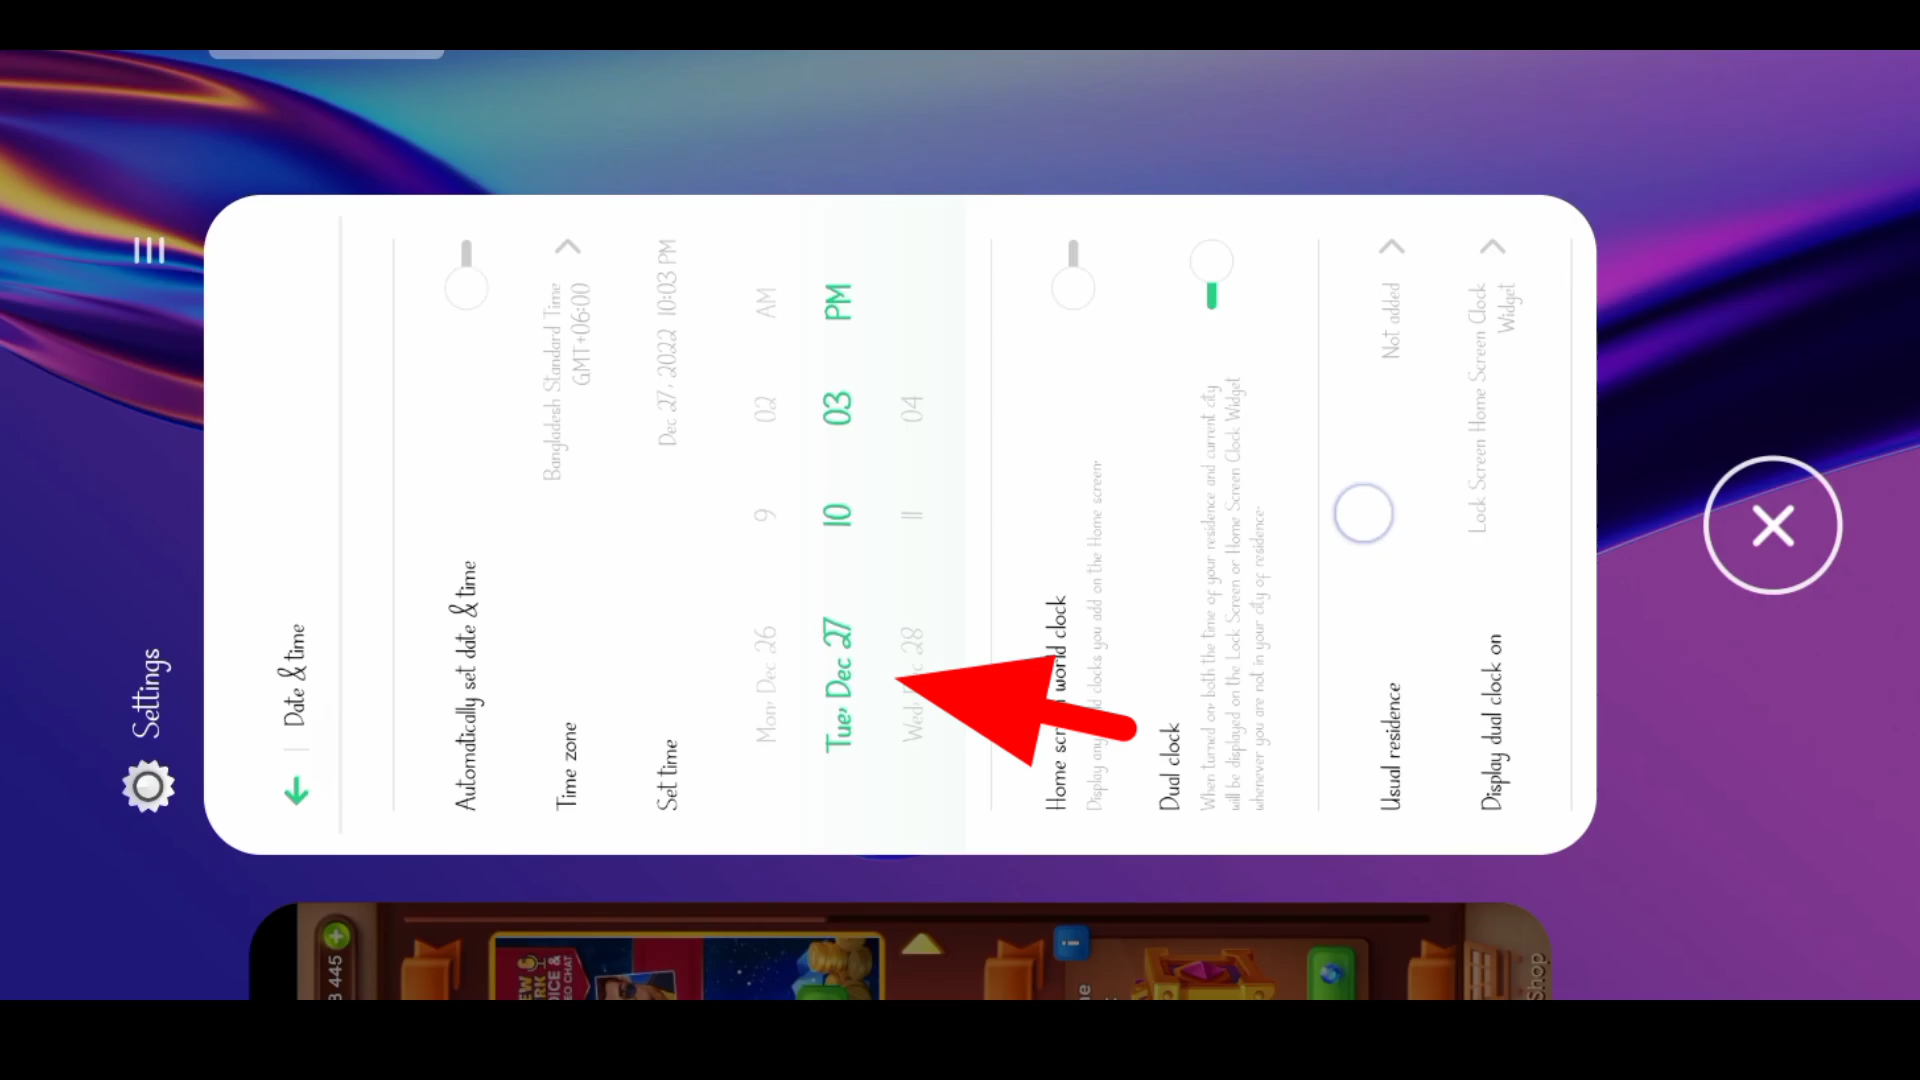 Settings
Date & time
Automatically set date & time
Time zone
Bangladesh Standard Time
GMT+06:00
Set time
Dec 27, 2022 10:03 PM
Mon, Dec 26 9 02 AM
Tue, Dec 27 10 03 PM
Wed, Dec 28 11 04
Home screen world clock
Display any world clocks you add on the Home screen.
Dual clock
When turned on, both the time of your residence and current city
will be displayed on the Lock Screen or Home Screen Clock Widget
whenever you are not in your city of residence.
Usual residence
Not added
Display dual clock on
Lock Screen Home Screen Clock
Widget
445
shop